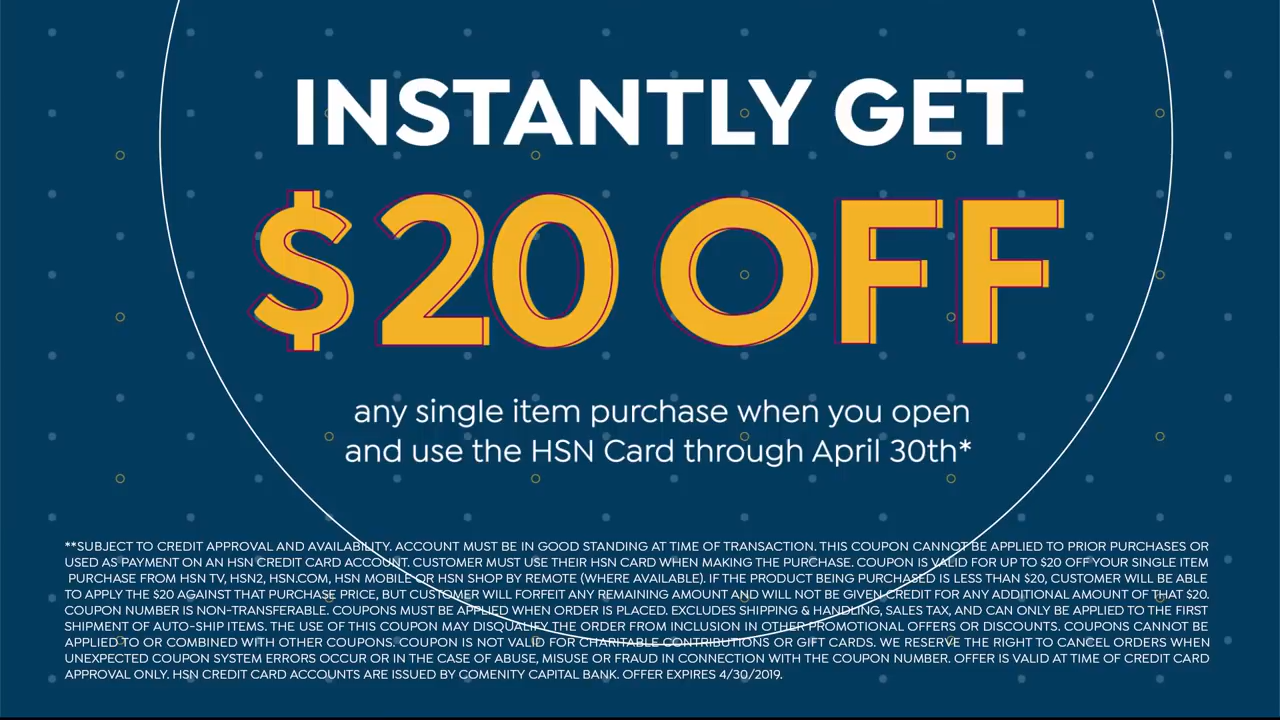 INSTANTLY GET
$20 OFF
any single item purchase when you open
and use the HSN Card through April 30th*
**SUBJECT TO CREDIT APPROVAL AND AVAILABILITY. ACCOUNT MUST BE IN GOOD STANDING AT TIME OF TRANSACTION. THIS COUPON CANNOT BE APPLIED TO PRIOR PURCHASES OR
USED AS PAYMENT ON AN HSN CREDIT CARD ACCOUNT. CUSTOMER MUST USE THEIR HSN CARD WHEN MAKING THE PURCHASE. COUPON IS VALID FOR UP TO $20 OFF YOUR SINGLE ITEM
PURCHASE FROM HSN TV, HSN2, HSN.COM, HSN MOBILE OR HSN SHOP BY REMOTE (WHERE AVAILABLE). IF THE PRODUCT BEING PURCHASED IS LESS THAN $20, CUSTOMER WILL BE ABLE
TO APPLY THE $20 AGAINST THAT PURCHASE PRICE, BUT CUSTOMER WILL FORFEIT ANY REMAINING AMOUNT AND WILL NOT BE GIVEN CREDIT FOR ANY ADDITIONAL AMOUNT OF THAT $20.
COUPON NUMBER IS NON-TRANSFERABLE. COUPONS MUST BE APPLIED WHEN ORDER IS PLACED. EXCLUDES SHIPPING & HANDLING, SALES TAX, AND CAN ONLY BE APPLIED TO THE FIRST
SHIPMENT OF AUTO-SHIP ITEMS. THE USE OF THIS COUPON MAY DISQUALIFY THE ORDER FROM INCLUSION IN OTHER PROMOTIONAL OFFERS OR DISCOUNTS. COUPONS CANNOT BE
APPLIED TO OR COMBINED WITH OTHER COUPONS. COUPON IS NOT VALID FOR CHARITABLE CONTRIBUTIONS OR GIFT CARDS. WE RESERVE THE RIGHT TO CANCEL ORDERS WHEN
UNEXPECTED COUPON SYSTEM ERRORS OCCUR OR IN THE CASE OF ABUSE, MISUSE OR FRAUD IN CONNECTION WITH THE COUPON NUMBER. OFFER IS VALID AT TIME OF CREDIT CARD
APPROVAL ONLY. HSN CREDIT CARD ACCOUNTS ARE ISSUED BY COMENITY CAPITAL BANK. OFFER EXPIRES 4/30/2019.